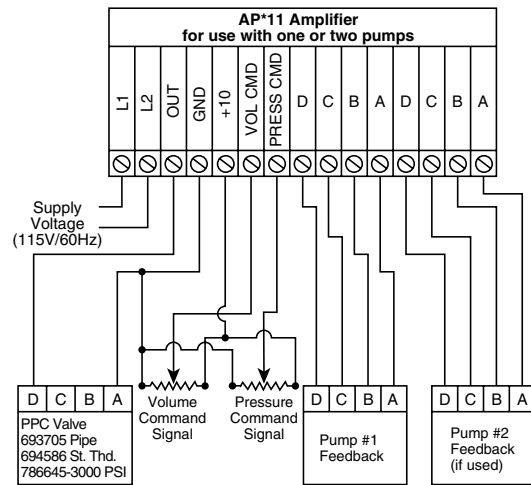 AP*11 Amplifier
for use with one or two pumps
L1
L2
OUT
GND
+10
VOL CMD
PRESS CMD
D
C
B
A
D
C
B
A
Supply
Voltage
(115V/60Hz)
D C B A
PPC Valve
693705 Pipe
694586 St. Thd.
786645-3000 PSI
Volume
Command
Signal
Pressure
Command
Signal
D C B A
Pump #1
Feedback
D C B A
Pump #2
Feedback
(if used)